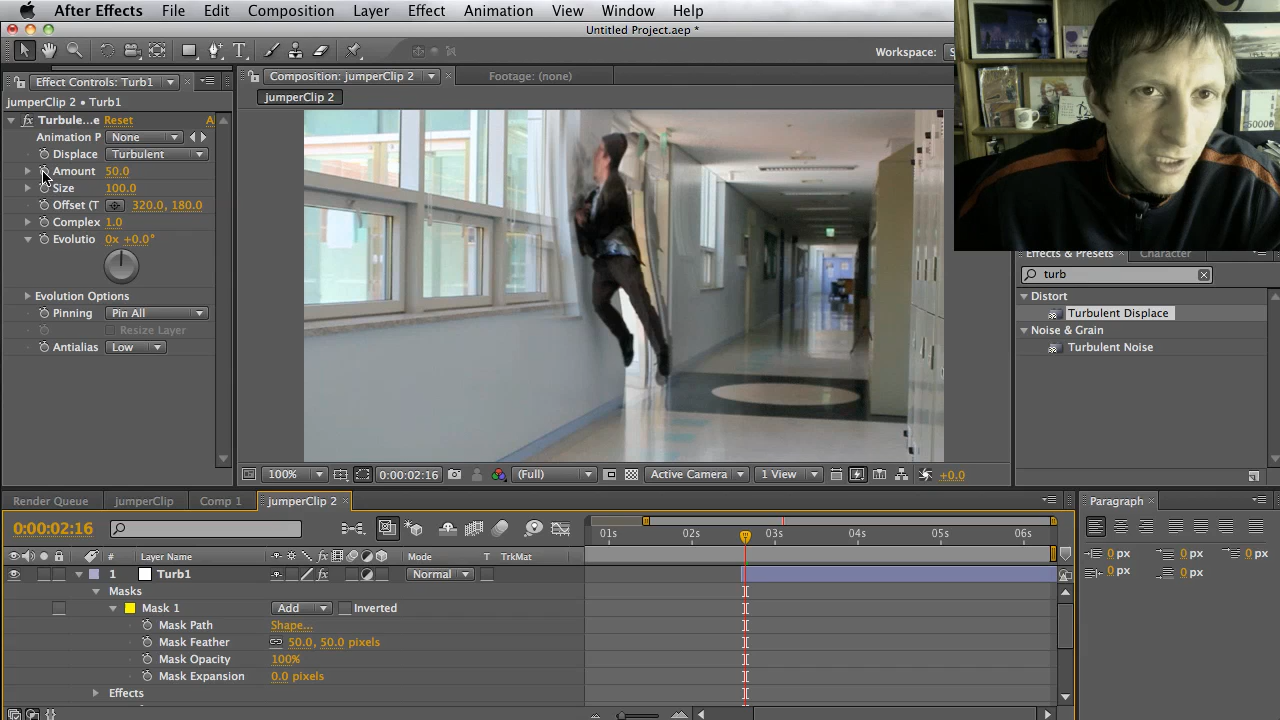 After Effects File Edit Composition Layer Effect Animation View Window Help
Untitled Project.aep *
Workspace: S
Effect Controls: Turb1
Composition: jumperClip 2
Footage: (none)
jumperClip 2 • Turb1
jumperClip 2
fx Turbule...e Reset A
Animation P None
Displace Turbulent
Amount 50.0
Size 100.0
Offset (T 320.0, 180.0
Complex 1.0
Evolutio 0x +0.0°
Evolution Options
Pinning Pin All
Resize Layer
Antialias Low
50000
Effects & Presets
Character
turb
Distort
Turbulent Displace
Noise & Grain
Turbulent Noise
100% 0:00:02:16 (Full) Active Camera 1 View +0.0
Render Queue jumperClip Comp 1 jumperClip 2
Paragraph
0:00:02:16
01s 02s 03s 04s 05s 06s
# Layer Name fx Mode T TrkMat
0 px 0 px 0 px
0 px 0 px
1 Turb1 fx Normal
Masks
Mask 1 Add Inverted
Mask Path Shape...
Mask Feather 50.0, 50.0 pixels
Mask Opacity 100%
Mask Expansion 0.0 pixels
Effects